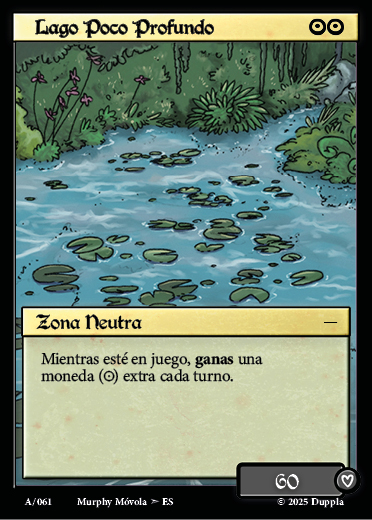 Lago Poco Profundo
Zona Neutra —
Mientras esté en juego, ganas una
moneda (⊙) extra cada turno.
60
A/061 Murphy Móvola ➣ ES © 2025 Duppla